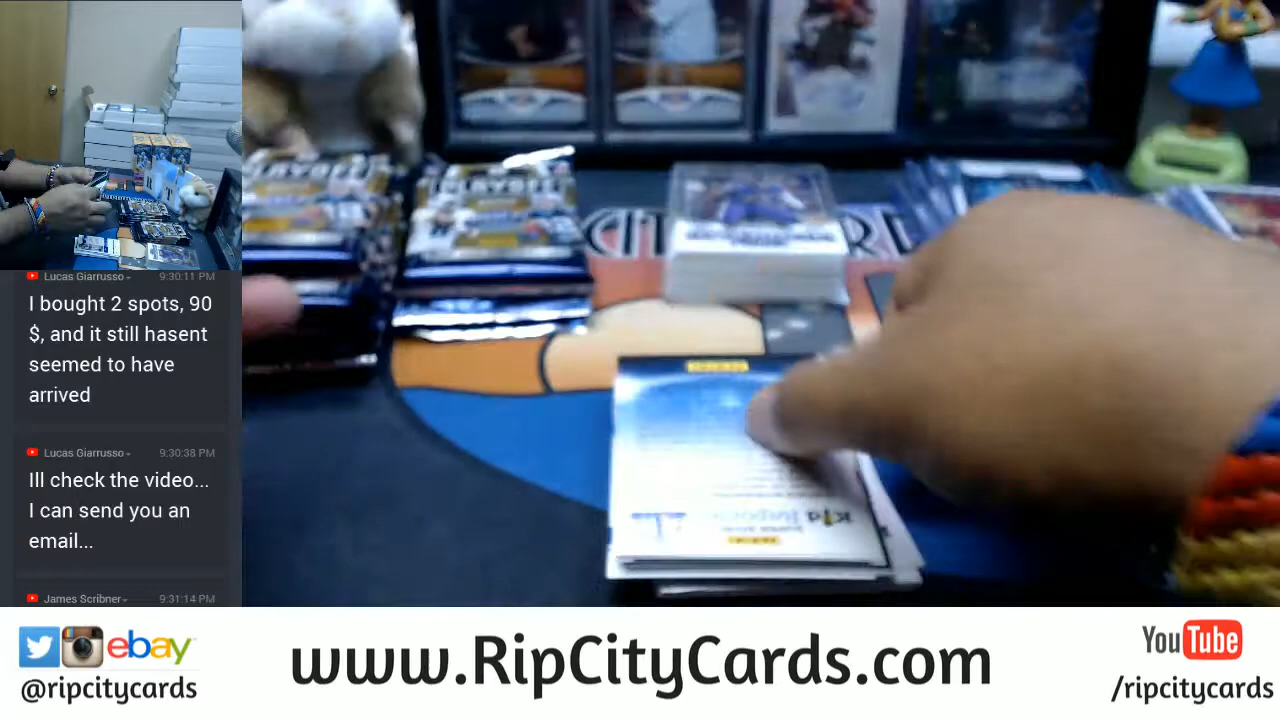 Lucas Giarrusso 9:30:11 PM
I bought 2 spots, 90
$, and it still hasent
seemed to have
arrived
Lucas Giarrusso 9:30:38 PM
Ill check the video...
I can send you an
email...
James Scribner 9:31:14 PM
PLAYOFF
PANINI
ebay
@ripcitycards
www.RipCityCards.com
YouTube
/ripcitycards